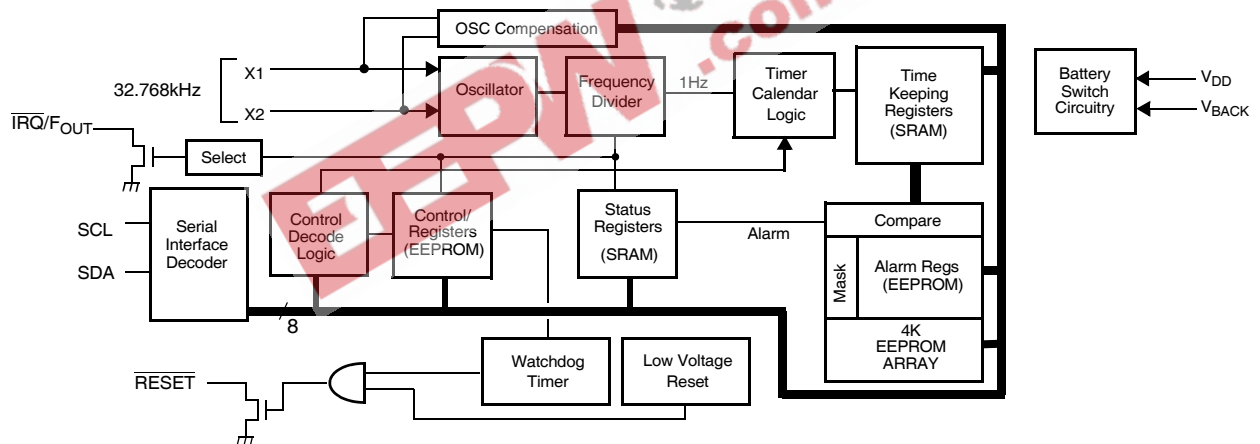 OSC Compensation
X1
X2
32.768kHz
Oscillator
Frequency
Divider
1Hz
Timer
Calendar
Logic
Time
Keeping
Registers
(SRAM)
Battery
Switch
Circuitry
VDD
VBACK
IRQ/FOUT
Select
SCL
SDA
Serial
Interface
Decoder
Control
Decode
Logic
Control/
Registers
(EEPROM)
Status
Registers
(SRAM)
Alarm
Compare
Mask
Alarm Regs
(EEPROM)
4K
EEPROM
ARRAY
8
Watchdog
Timer
Low Voltage
Reset
RESET
EEPW
.com